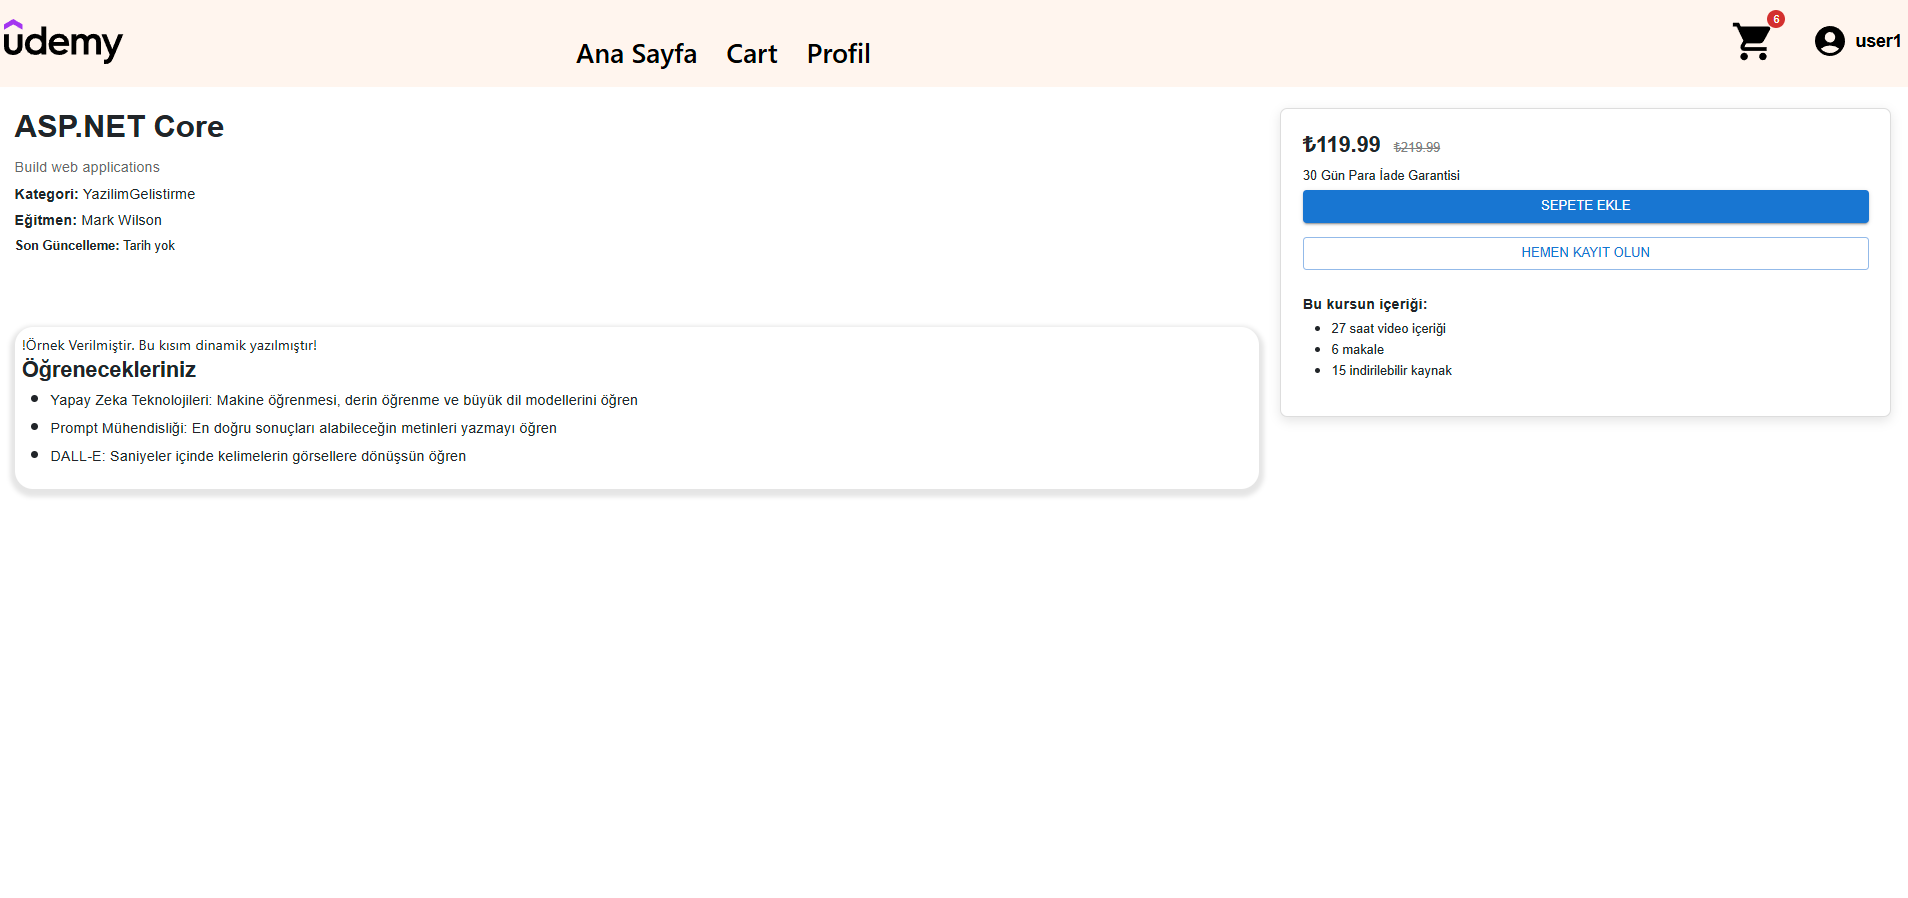 ûdemy
Ana Sayfa Cart Profil
6
user1
ASP.NET Core
Build web applications
Kategori: YazilimGelistirme
Eğitmen: Mark Wilson
Son Güncelleme: Tarih yok
!Örnek Verilmiştir. Bu kısım dinamik yazılmıştır!
Öğrenecekleriniz
Yapay Zeka Teknolojileri: Makine öğrenmesi, derin öğrenme ve büyük dil modellerini öğren
Prompt Mühendisliği: En doğru sonuçları alabileceğin metinleri yazmayı öğren
DALL-E: Saniyeler içinde kelimelerin görsellere dönüşsün öğren
₺119.99 ₺219.99
30 Gün Para İade Garantisi
SEPETE EKLE
HEMEN KAYIT OLUN
Bu kursun içeriği:
27 saat video içeriği
6 makale
15 indirilebilir kaynak